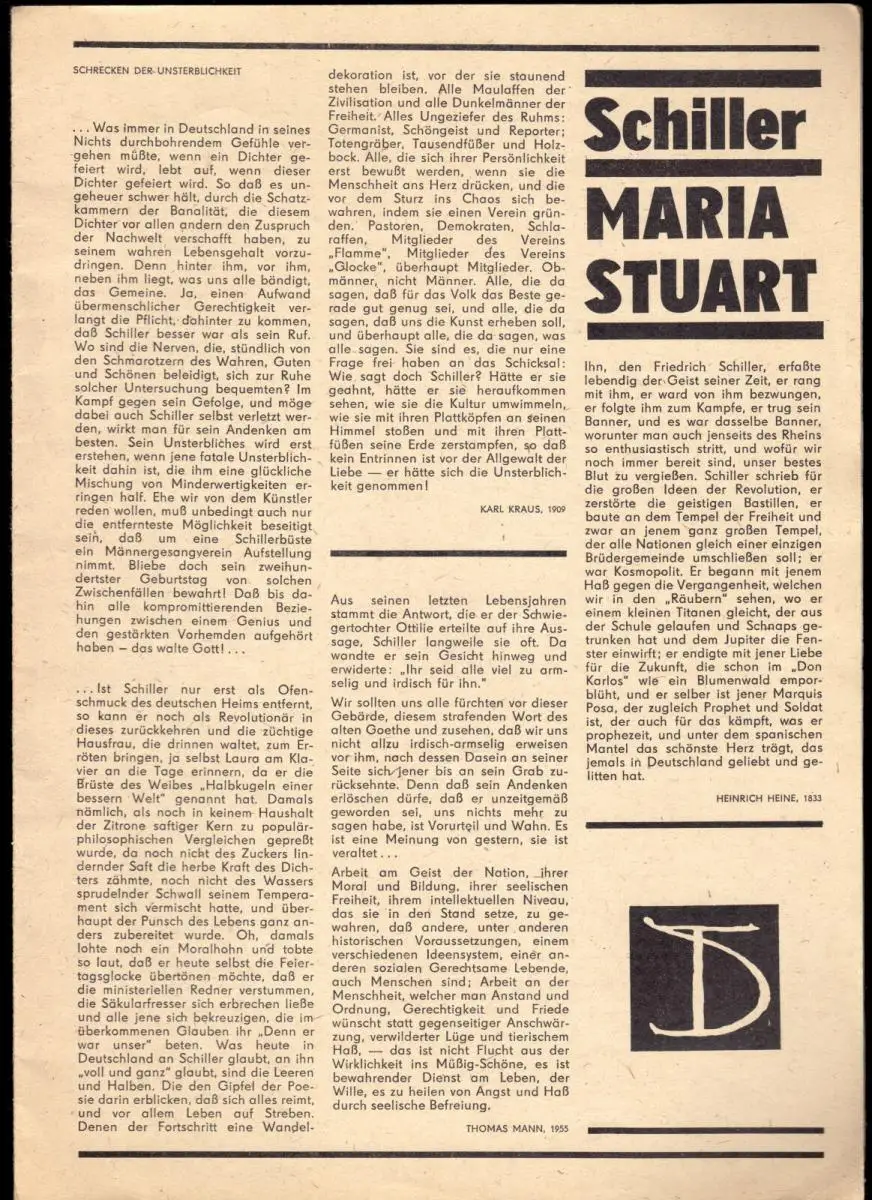 SCHRECKEN DER UNSTERBLICHKEIT
... Was immer in Deutschland in seines
Nichts durchbohrendem Gefühle ver-
gehen müßte, wenn ein Dichter ge-
feiert wird, lebt auf, wenn dieser
Dichter gefeiert wird. So daß es un-
geheuer schwer hält, durch die Schatz-
kammern der Banalität, die diesem
Dichter vor allen andern den Zuspruch
der Nachwelt verschafft haben, zu
seinem wahren Lebensgehalt vorzu-
dringen. Denn hinter ihm, vor ihm,
neben ihm liegt, was uns alle bändigt,
das Gemeine. Ja, einen Aufwand
übermenschlicher Gerechtigkeit ver-
langt die Pflicht, dahinter zu kommen,
daß Schiller besser war als sein Ruf.
Wo sind die Nerven, die, stündlich von
den Schmarotzern des Wahren, Guten
und Schönen beleidigt, sich zur Ruhe
solcher Untersuchung bequemten? Im
Kampf gegen sein Gefolge, und möge
dabei auch Schiller selbst verletzt wer-
den, wirkt man für sein Andenken am
besten. Sein Unsterbliches wird erst
erstehen, wenn jene fatale Unsterblich-
keit dahin ist, die ihm eine glückliche
Mischung von Minderwertigkeiten er-
ringen half. Ehe wir von dem Künstler
reden wollen, muß unbedingt auch nur
die entfernteste Möglichkeit beseitigt
sein, daß um eine Schillerbüste
ein Männergesangverein Aufstellung
nimmt. Bliebe doch sein zweihun-
dertster Geburtstag von solchen
Zwischenfällen bewahrt! Daß bis da-
hin alle kompromittierenden Bezie-
hungen zwischen einem Genius und
den gestärkten Vorhemden aufgehört
haben – das walte Gott! ...
... Ist Schiller nur erst als Ofen-
schmuck des deutschen Heims entfernt,
so kann er noch als Revolutionär in
dieses zurückkehren und die züchtige
Hausfrau, die drinnen waltet, zum Er-
röten bringen, ja selbst Laura am Kla-
vier an die Tage erinnern, da er die
Brüste des Weibes „Halbkugeln einer
bessern Welt“ genannt hat. Damals
nämlich, als noch in keinem Haushalt
der Zitrone saftiger Kern zu populär-
philosophischen Vergleichen gepreßt
wurde, da noch nicht des Zuckers lin-
dernder Saft die herbe Kraft des Dich-
ters zähmte, noch nicht des Wassers
sprudelnder Schwall seinem Tempera-
ment sich vermischt hatte, und über-
haupt der Punsch des Lebens ganz an-
ders zubereitet wurde. Oh, damals
lohte noch ein Moralhohn und tobte
so laut, daß er heute selbst die Feier-
tagsglocke übertönen möchte, daß er
die ministeriellen Redner verstummen,
die Säkularfresser sich erbrechen ließe
und alle jene sich bekreuzigen, die im
überkommenen Glauben ihr „Denn er
war unser“ beten. Was heute in
Deutschland an Schiller glaubt, an ihn
„voll und ganz“ glaubt, sind die Leeren
und Halben. Die den Gipfel der Poe-
sie darin erblicken, daß sich alles reimt,
und vor allem Leben auf Streben.
Denen der Fortschritt eine Wandel-
dekoration ist, vor der sie staunend
stehen bleiben. Alle Maulaffen der
Zivilisation und alle Dunkelmänner der
Freiheit. Alles Ungeziefer des Ruhms:
Germanist, Schöngeist und Reporter;
Totengräber, Tausendfüßer und Holz-
bock. Alle, die sich ihrer Persönlichkeit
erst bewußt werden, wenn sie die
Menschheit ans Herz drücken, und die
vor dem Sturz ins Chaos sich be-
wahren, indem sie einen Verein grün-
den. Pastoren, Demokraten, Schla-
raffen, Mitglieder des Vereins
„Flamme“, Mitglieder des Vereins
„Glocke“, überhaupt Mitglieder. Ob-
männer, nicht Männer. Alle, die da
sagen, daß für das Volk das Beste ge-
rade gut genug sei, und alle, die da
sagen, daß uns die Kunst erheben soll,
und überhaupt alle, die da sagen, was
alle sagen. Sie sind es, die nur eine
Frage frei haben an das Schicksal:
Wie sagt doch Schiller? Hätte er sie
geahnt, hätte er sie heraufkommen
sehen, wie sie die Kultur umwimmeln,
wie sie mit ihren Plattköpfen an seinen
Himmel stoßen und mit ihren Platt-
füßen seine Erde zerstampfen, so daß
kein Entrinnen ist vor der Allgewalt der
Liebe — er hätte sich die Unsterblich-
keit genommen!
KARL KRAUS, 1909
Aus seinen letzten Lebensjahren
stammt die Antwort, die er der Schwie-
gertochter Ottilie erteilte auf ihre Aus-
sage, Schiller langweile sie oft. Da
wandte er sein Gesicht hinweg und
erwiderte: „Ihr seid alle viel zu arm-
selig und irdisch für ihn.“
Wir sollten uns alle fürchten vor dieser
Gebärde, diesem strafenden Wort des
alten Goethe und zusehen, daß wir uns
nicht allzu irdisch-armselig erweisen
vor ihm, nach dessen Dasein an seiner
Seite sich jener bis an sein Grab zu-
rücksehnte. Denn daß sein Andenken
erlöschen dürfe, daß er unzeitgemäß
geworden sei, uns nichts mehr zu
sagen habe, ist Vorurteil und Wahn. Es
ist eine Meinung von gestern, sie ist
veraltet ...
Arbeit am Geist der Nation, ihrer
Moral und Bildung, ihrer seelischen
Freiheit, ihrem intellektuellen Niveau,
das sie in den Stand setze, zu ge-
wahren, daß andere, unter anderen
historischen Voraussetzungen, einem
verschiedenen Ideensystem, einer an-
deren sozialen Gerechtsame Lebende,
auch Menschen sind; Arbeit an der
Menschheit, welcher man Anstand und
Ordnung, Gerechtigkeit und Friede
wünscht statt gegenseitiger Anschwär-
zung, verwilderter Lüge und tierischem
Haß, — das ist nicht Flucht aus der
Wirklichkeit ins Müßig-Schöne, es ist
bewahrender Dienst am Leben, der
Wille, es zu heilen von Angst und Haß
durch seelische Befreiung.
THOMAS MANN, 1955
Schiller
MARIA
STUART
Ihn, den Friedrich Schiller, erfaßte
lebendig der Geist seiner Zeit, er rang
mit ihm, er ward von ihm bezwungen,
er folgte ihm zum Kampfe, er trug sein
Banner, und es war dasselbe Banner,
worunter man auch jenseits des Rheins
so enthusiastisch stritt, und wofür wir
noch immer bereit sind, unser bestes
Blut zu vergießen. Schiller schrieb für
die großen Ideen der Revolution, er
zerstörte die geistigen Bastillen, er
baute an dem Tempel der Freiheit und
zwar an jenem ganz großen Tempel,
der alle Nationen gleich einer einzigen
Brüdergemeinde umschließen soll; er
war Kosmopolit. Er begann mit jenem
Haß gegen die Vergangenheit, welchen
wir in den „Räubern“ sehen, wo er
einem kleinen Titanen gleicht, der aus
der Schule gelaufen und Schnaps ge-
trunken hat und dem Jupiter die Fen-
ster einwirft; er endigte mit jener Liebe
für die Zukunft, die schon im „Don
Karlos“ wie ein Blumenwald empor-
blüht, und er selber ist jener Marquis
Posa, der zugleich Prophet und Soldat
ist, der auch für das kämpft, was er
prophezeit, und unter dem spanischen
Mantel das schönste Herz trägt, das
jemals in Deutschland geliebt und ge-
litten hat.
HEINRICH HEINE, 1833